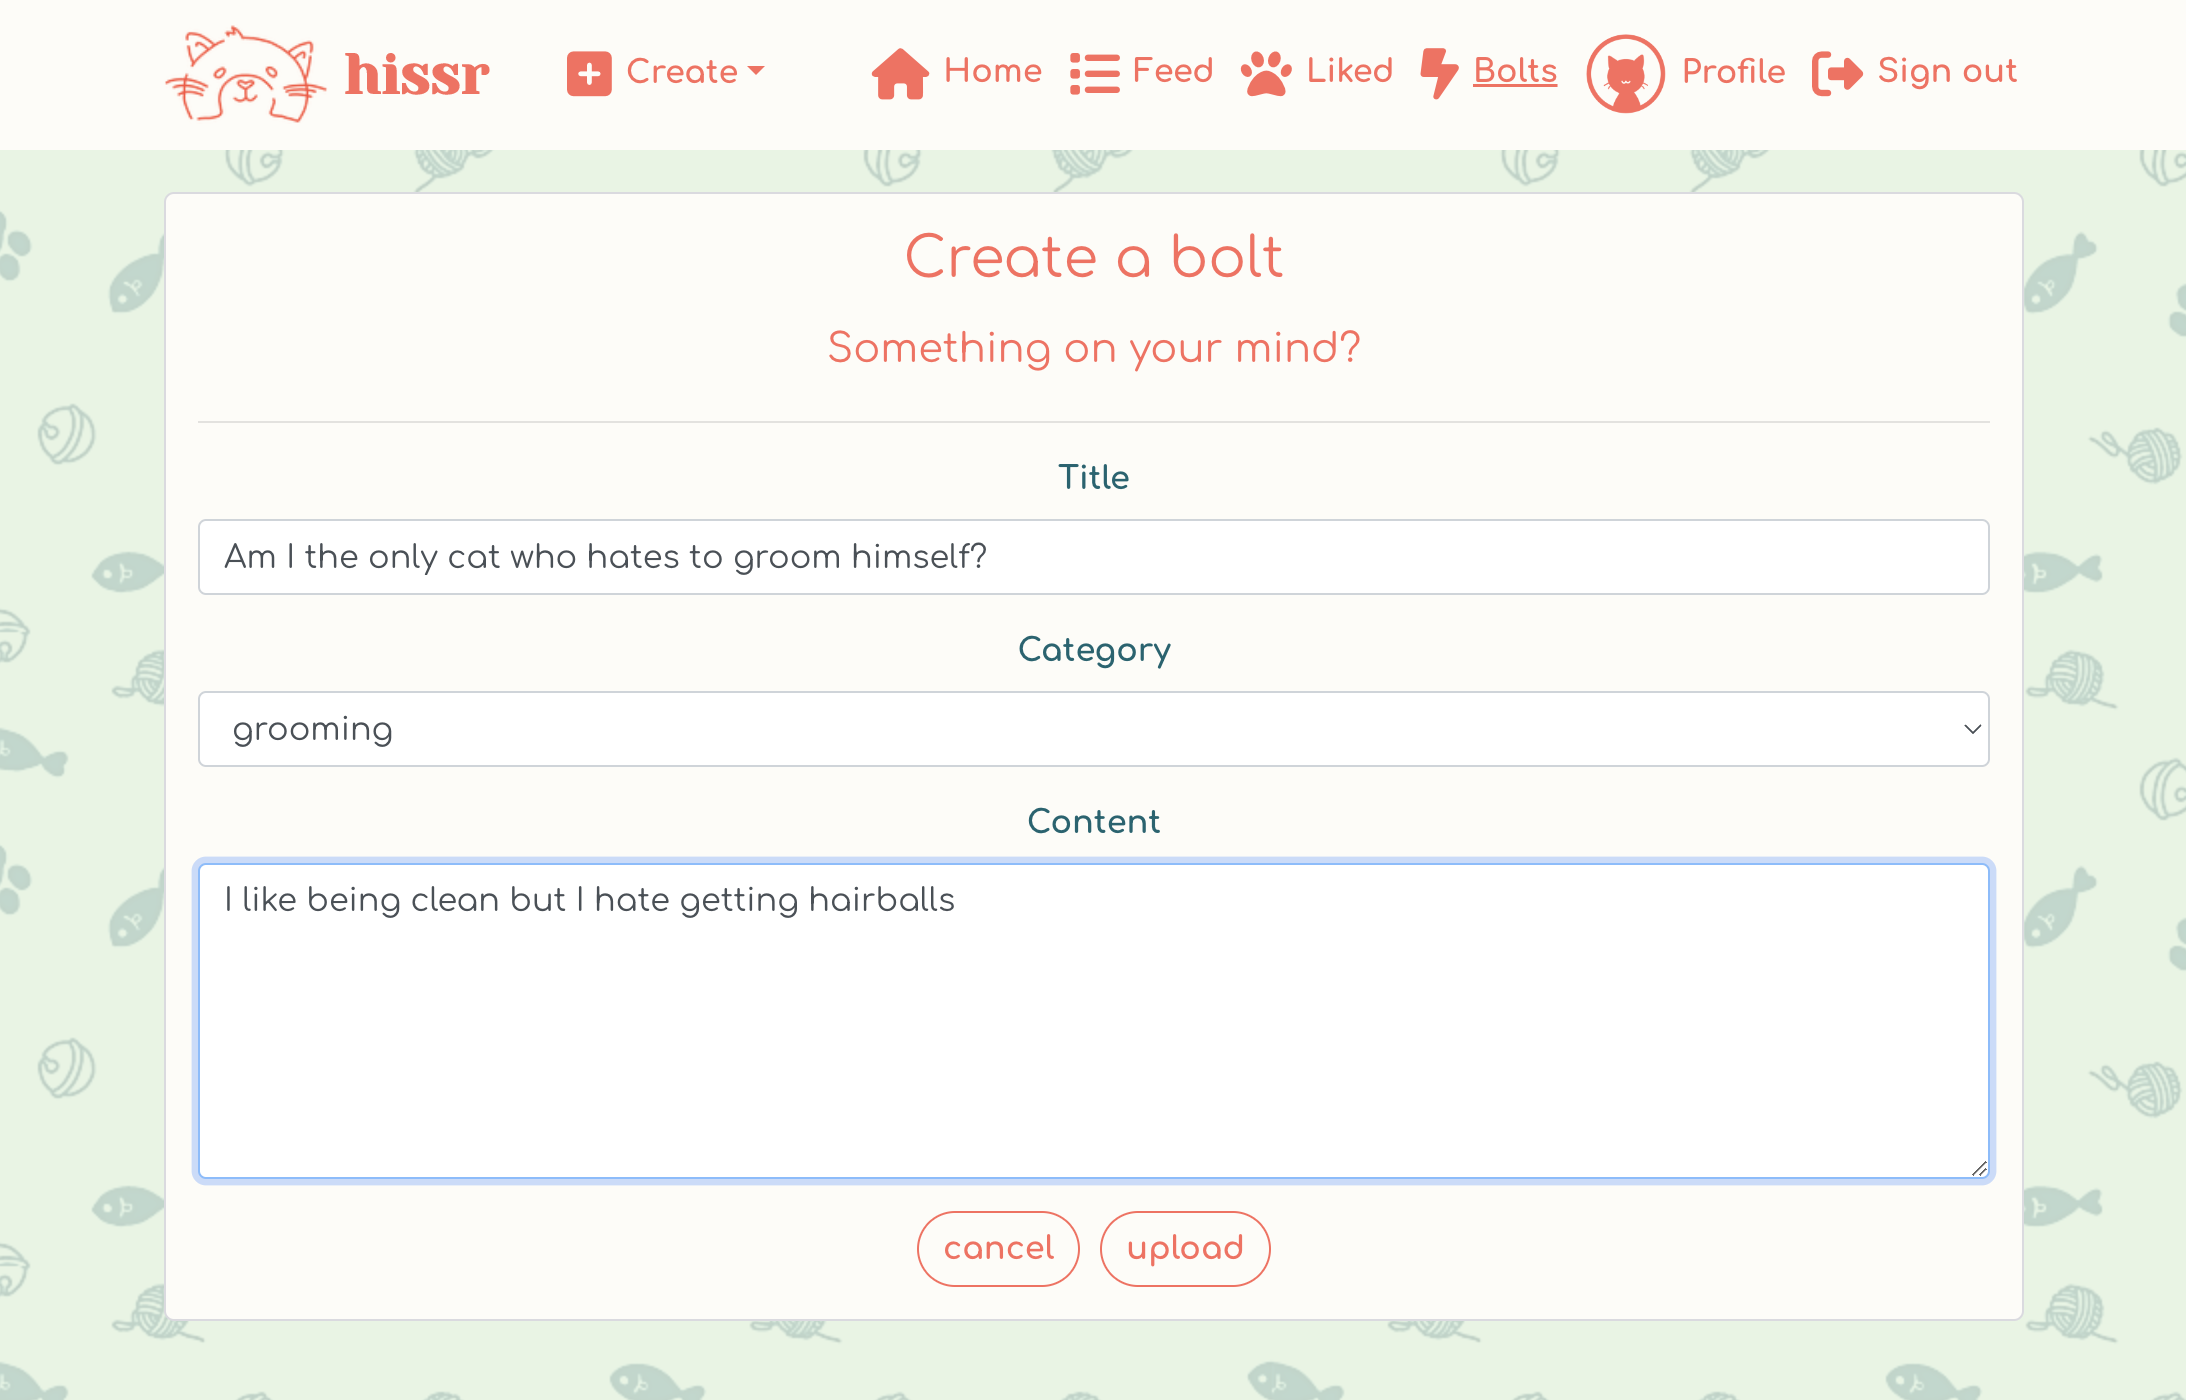 hissr
Create
Home
Feed
Liked
Bolts
Profile
Sign out
Create a bolt
Something on your mind?
Title
Am I the only cat who hates to groom himself?
Category
grooming
Content
I like being clean but I hate getting hairballs
cancel
upload